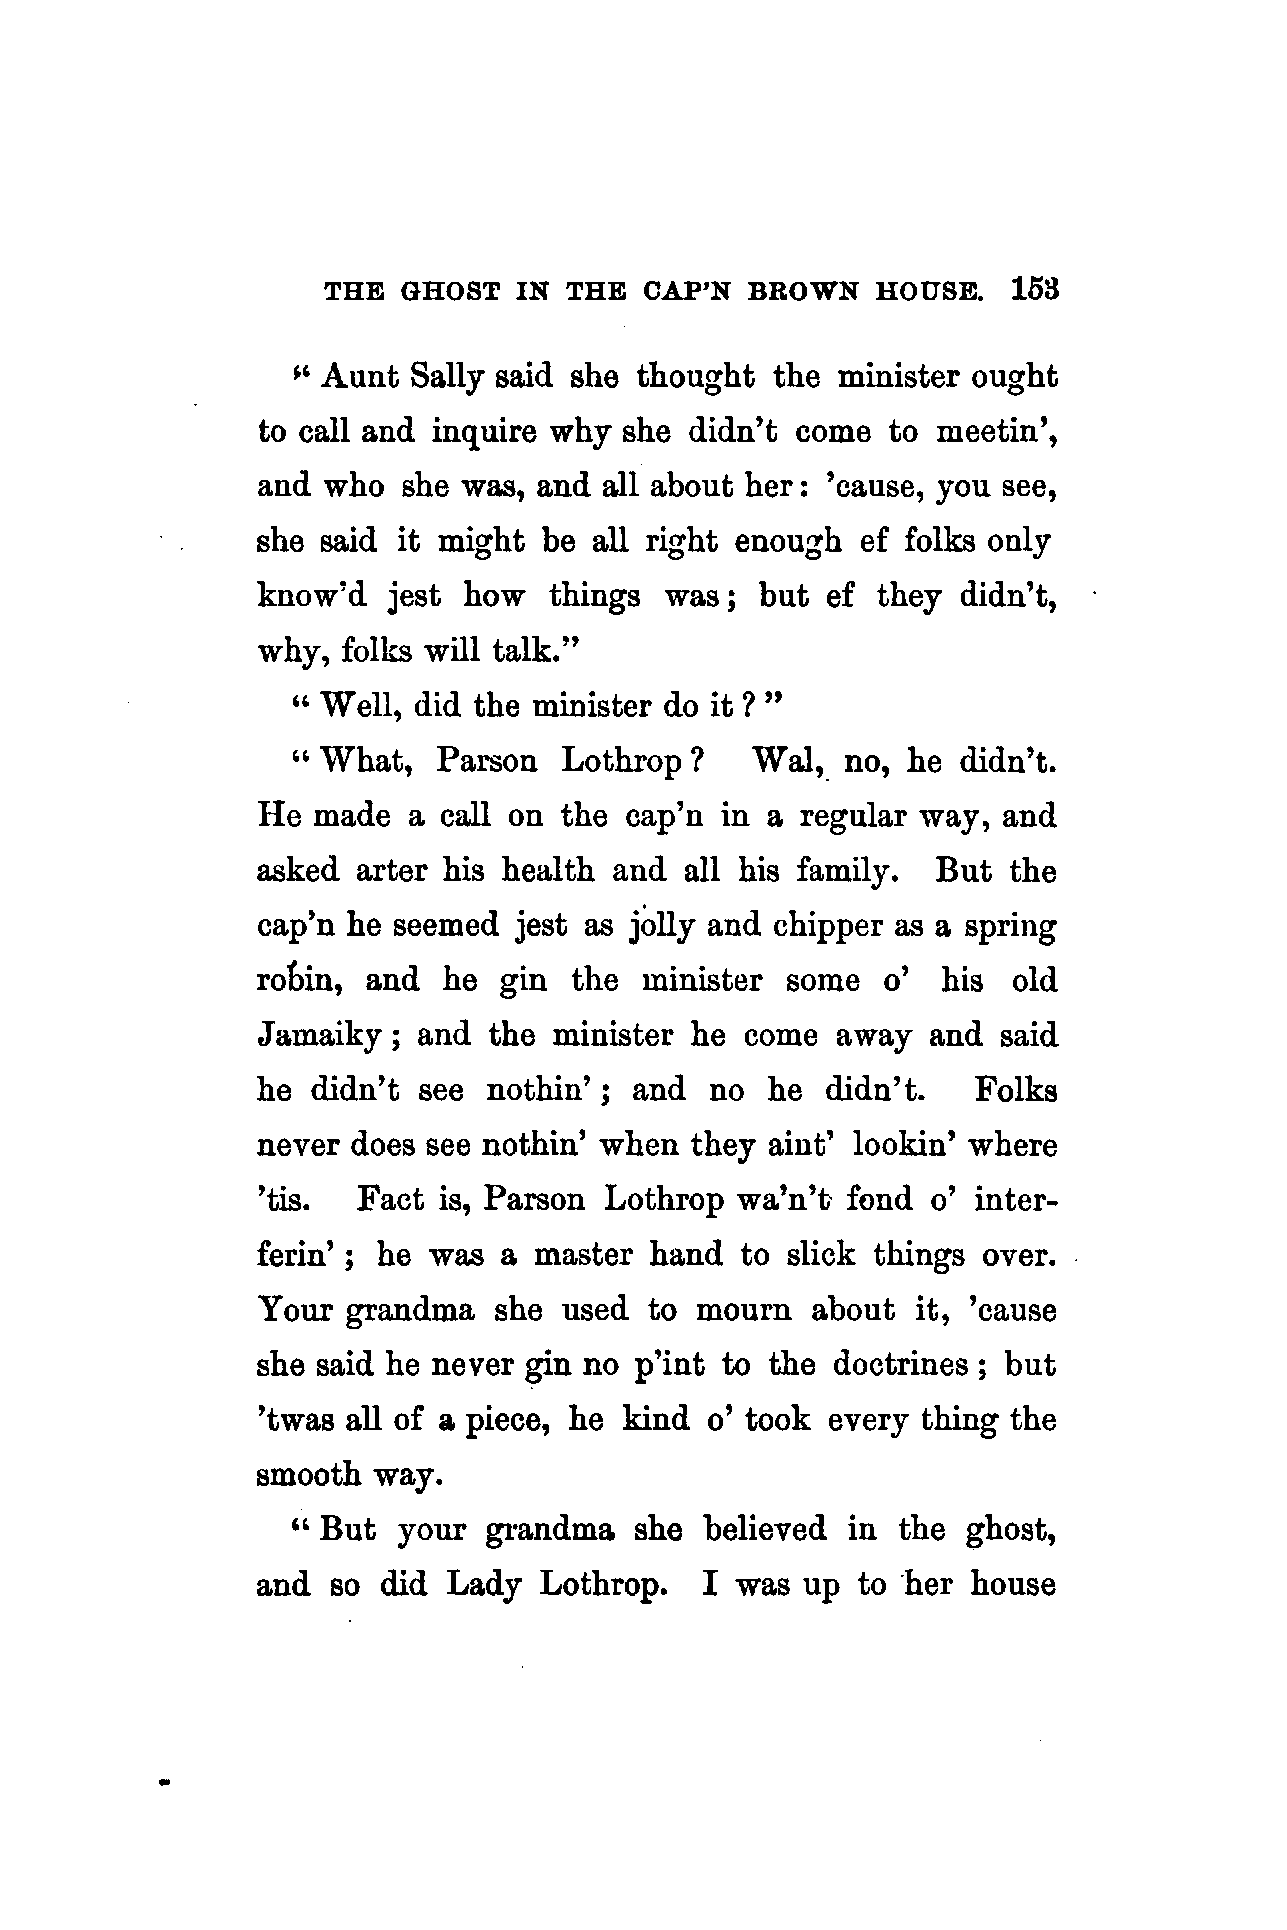 THE GHOST IN THE CAP'N BROWN HOUSE. 153
“ Aunt Sally said she thought the minister ought
to call and inquire why she didn’t come to meetin’,
and who she was, and all about her: ’cause, you see,
she said it might be all right enough ef folks only
know’d jest how things was; but ef they didn’t,
why, folks will talk.”
“ Well, did the minister do it ? ”
“ What, Parson Lothrop ? Wal, no, he didn’t.
He made a call on the cap’n in a regular way, and
asked arter his health and all his family. But the
cap’n he seemed jest as jolly and chipper as a spring
robin, and he gin the minister some o’ his old
Jamaiky ; and the minister he come away and said
he didn’t see nothin’ ; and no he didn’t. Folks
never does see nothin’ when they aint’ lookin’ where
’tis. Fact is, Parson Lothrop wa’n’t fond o’ inter-
ferin’ ; he was a master hand to slick things over.
Your grandma she used to mourn about it, ’cause
she said he never gin no p’int to the doctrines ; but
’twas all of a piece, he kind o’ took every thing the
smooth way.
“ But your grandma she believed in the ghost,
and so did Lady Lothrop. I was up to her house